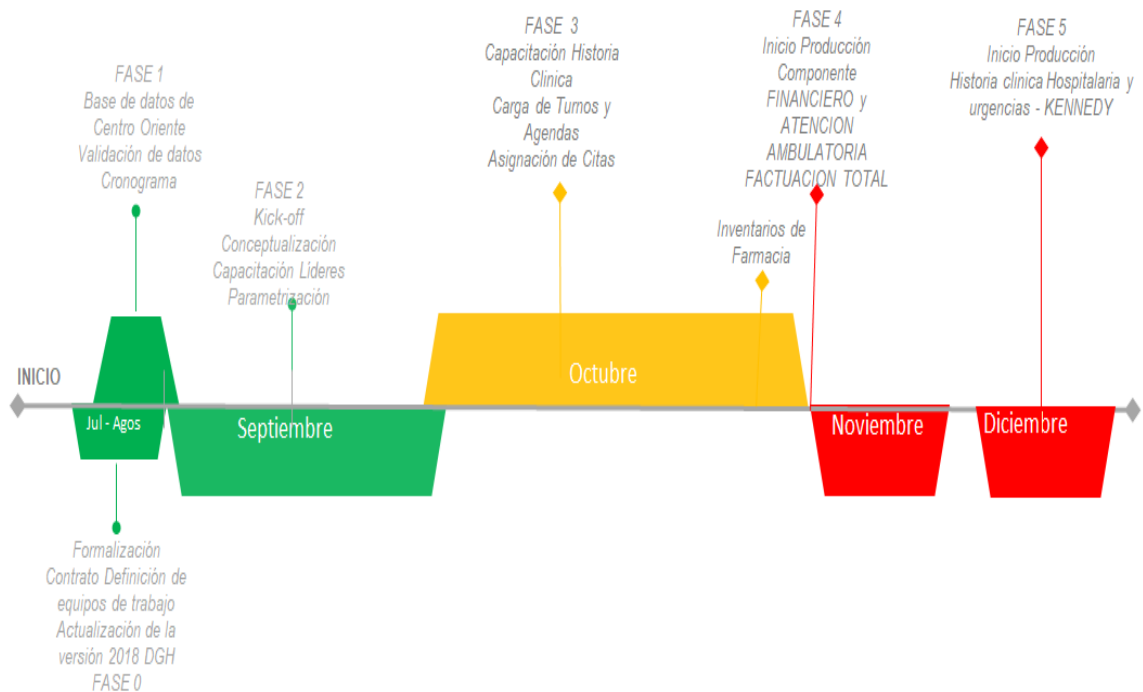 FASE 1
Base de datos de
Centro Oriente
Validación de datos
Cronograma
FASE 2
Kick-off
Conceptualización
Capacitación Lideres
Parametrización
FASE 3
Capacitación Historia
Clinica
Carga de Turnos y
Agendas
Asignación de Citas
Inventarios de
Farmacia
FASE 4
Inicio Producción
Componente
FINANCIERO y
ATENCION
AMBULATORIA
FACTUACION TOTAL
FASE 5
Inicio Producción
Historia clinica Hospitalaria y
urgencias - KENNEDY
INICIO
Jul - Agos
Septiembre
Octubre
Noviembre
Diciembre
Formalización
Contrato Definición de
equipos de trabajo
Actualización de la
versión 2018 DGH
FASE 0